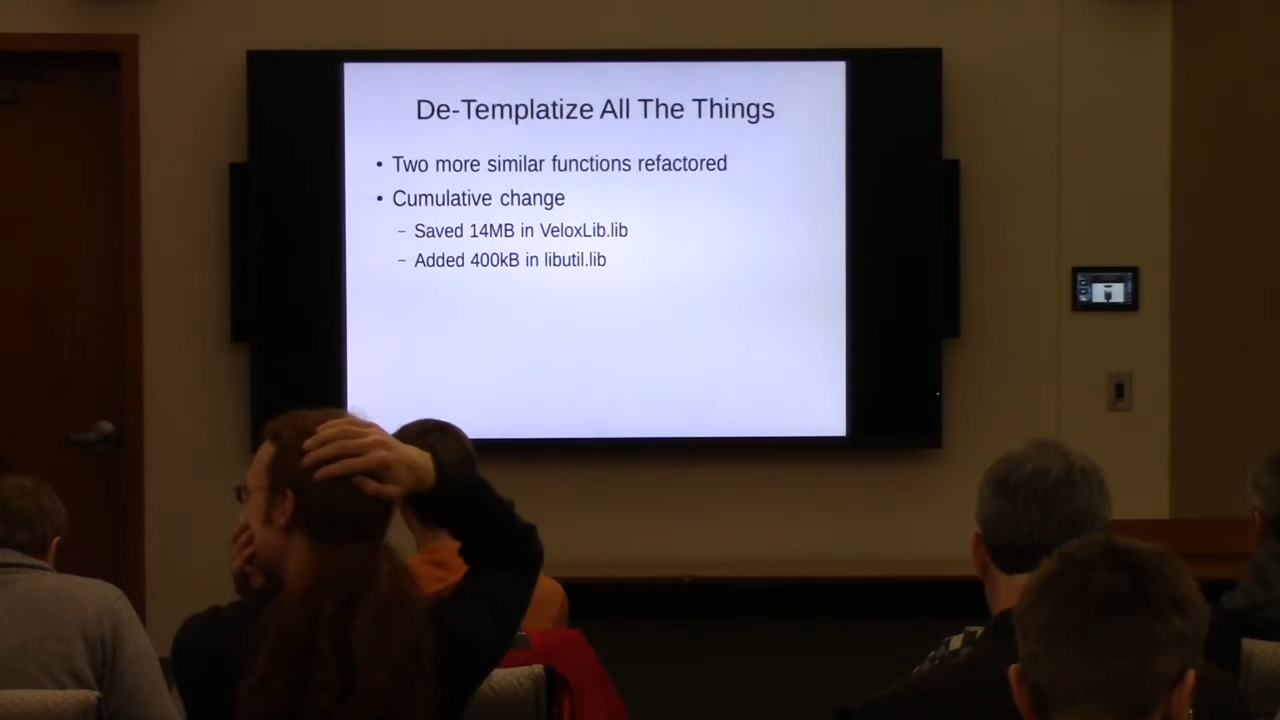 De-Templatize All The Things
• Two more similar functions refactored
• Cumulative change
– Saved 14MB in VeloxLib.lib
– Added 400kB in libutil.lib